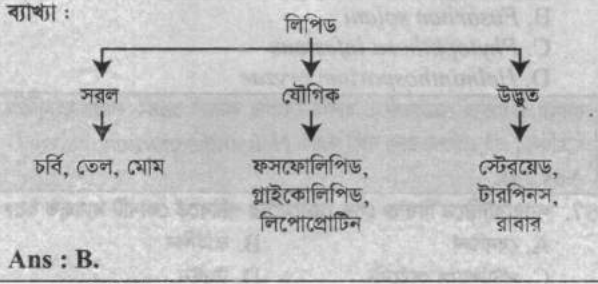 ব্যাখ্যা :
লিপিড
সরল যৌগিক উদ্ভূত
চর্বি, তেল, মোম ফসফোলিপিড, স্টেরয়েড,
গ্লাইকোলিপিড, টারপিনস,
লিপোপ্রোটিন রাবার
Ans : B.